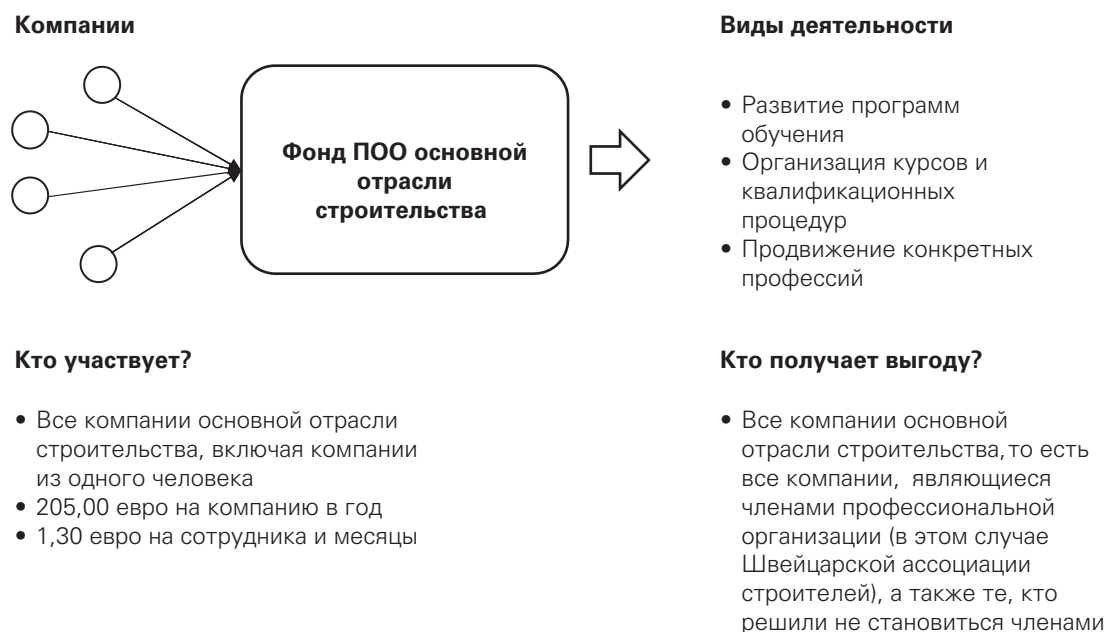 Компании
Фонд ПОО основной
отрасли
строительства
Виды деятельности
• Развитие программ
обучения
• Организация курсов и
квалификационных
процедур
• Продвижение конкретных
профессий
Кто участвует?
• Все компании основной отрасли
строительства, включая компании
из одного человека
• 205,00 евро на компанию в год
• 1,30 евро на сотрудника и месяцы
Кто получает выгоду?
• Все компании основной
отрасли строительства, то есть
все компании, являющиеся
членами профессиональной
организации (в этом случае
Швейцарской ассоциации
строителей), а также те, кто
решили не становиться членами